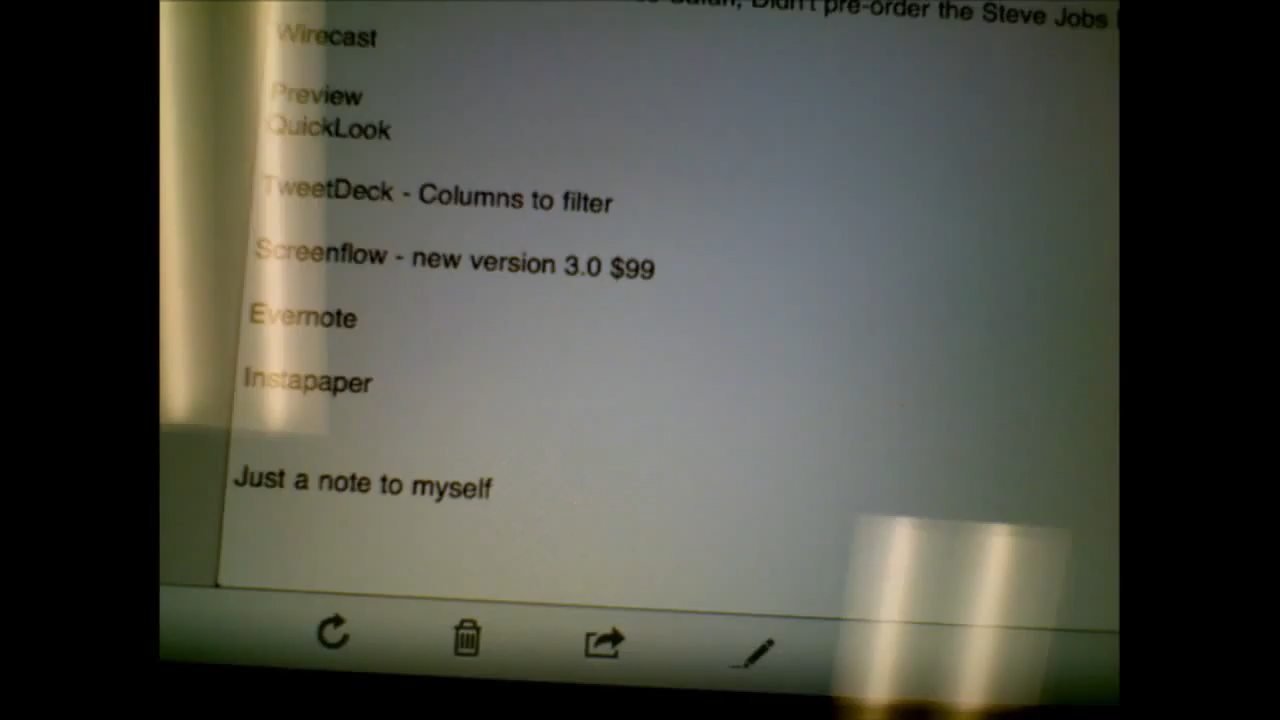 Didn't pre-order the Steve Jobs
Wirecast
Preview
QuickLook
TweetDeck - Columns to filter
Screenflow - new version 3.0 $99
Evernote
Instapaper
Just a note to myself